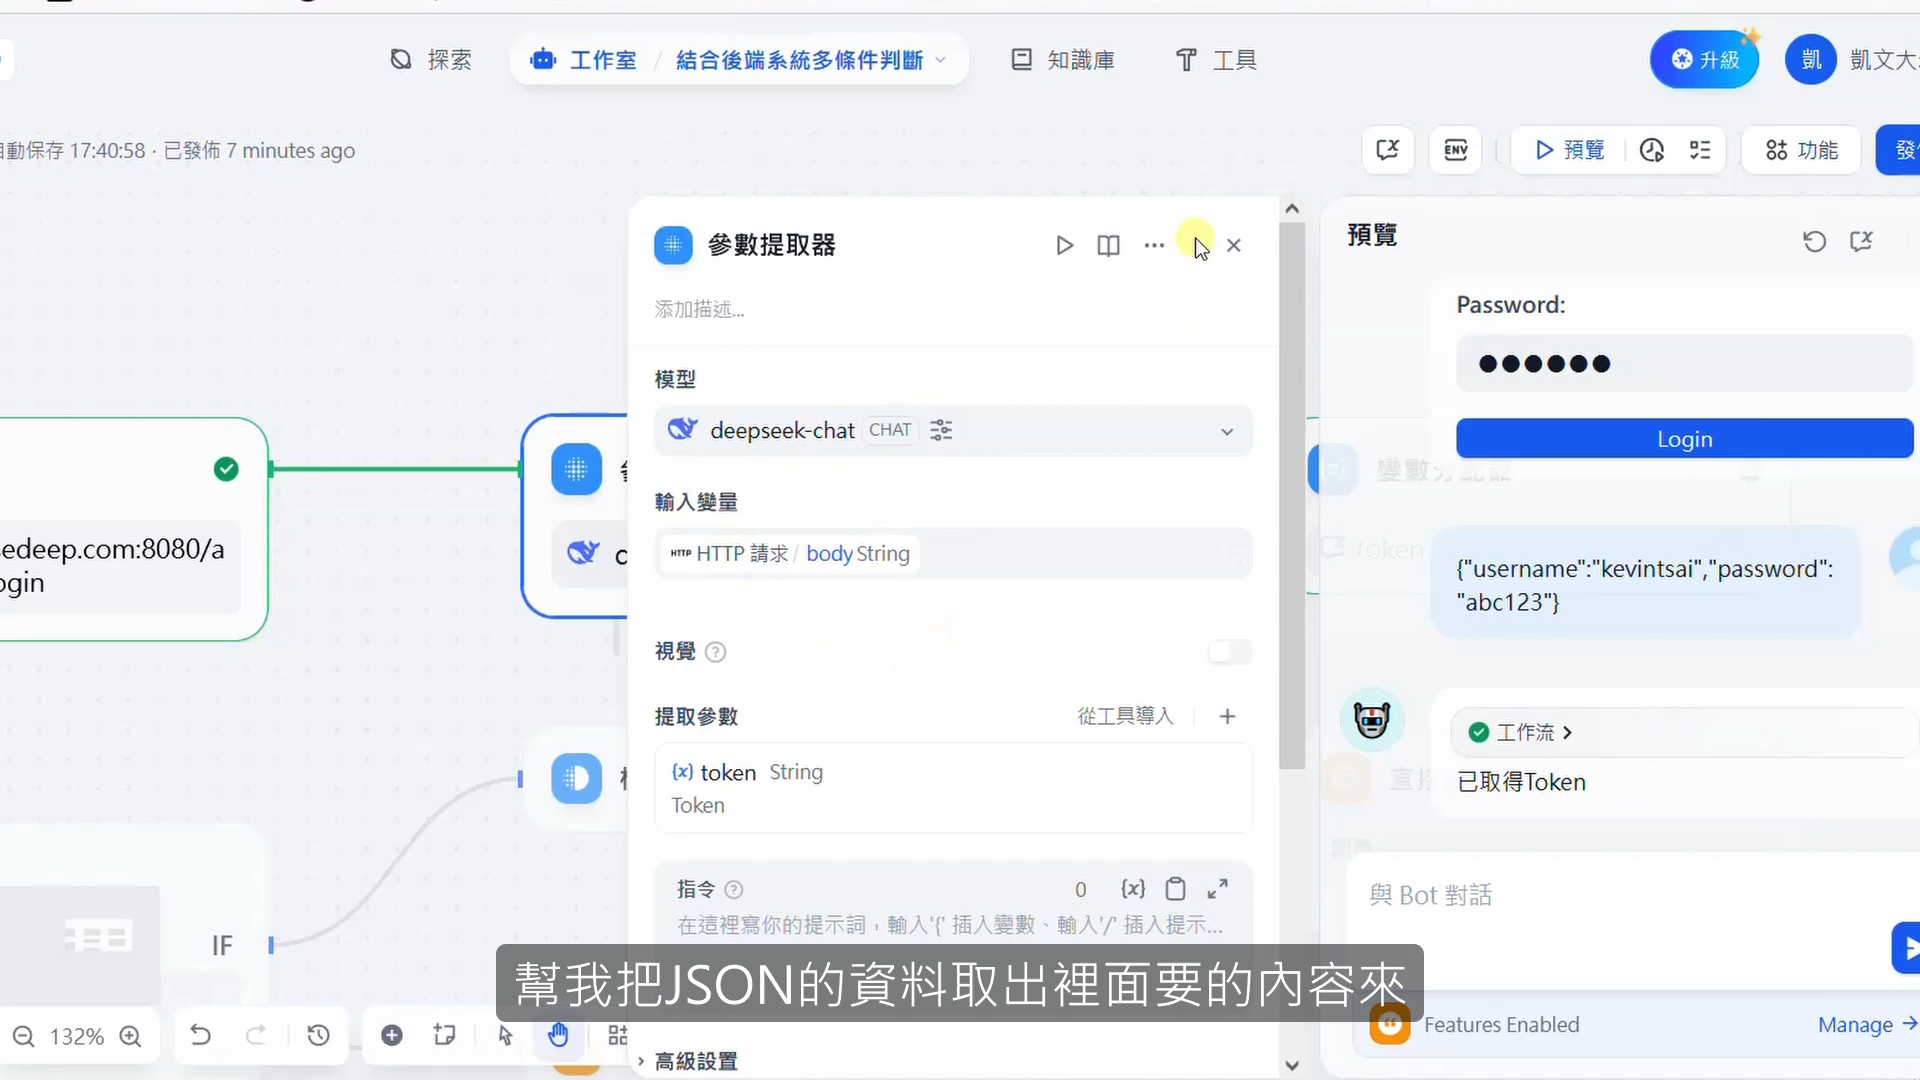 探索
工作室 / 結合後端系統多條件判斷
知識庫
工具
升級
凱
凱文大
自動保存 17:40:58 · 已發佈 7 minutes ago
ENV
預覽
功能
參數提取器
添加描述...
模型
deepseek-chat CHAT
輸入變量
HTTP HTTP 請求 / body String
視覺
提取參數
從工具導入
{x} token String
Token
指令
0 {x}
在這裡寫你的提示詞，輸入'{' 插入變數、輸入'/' 插入提示...
高級設置
edeep.com:8080/a
ogin
IF
132%
預覽
Password:
●●●●●●
Login
token
{"username":"kevintsai","password":
"abc123"}
工作流
已取得Token
與 Bot 對話
Features Enabled
Manage
幫我把JSON的資料取出裡面要的內容來